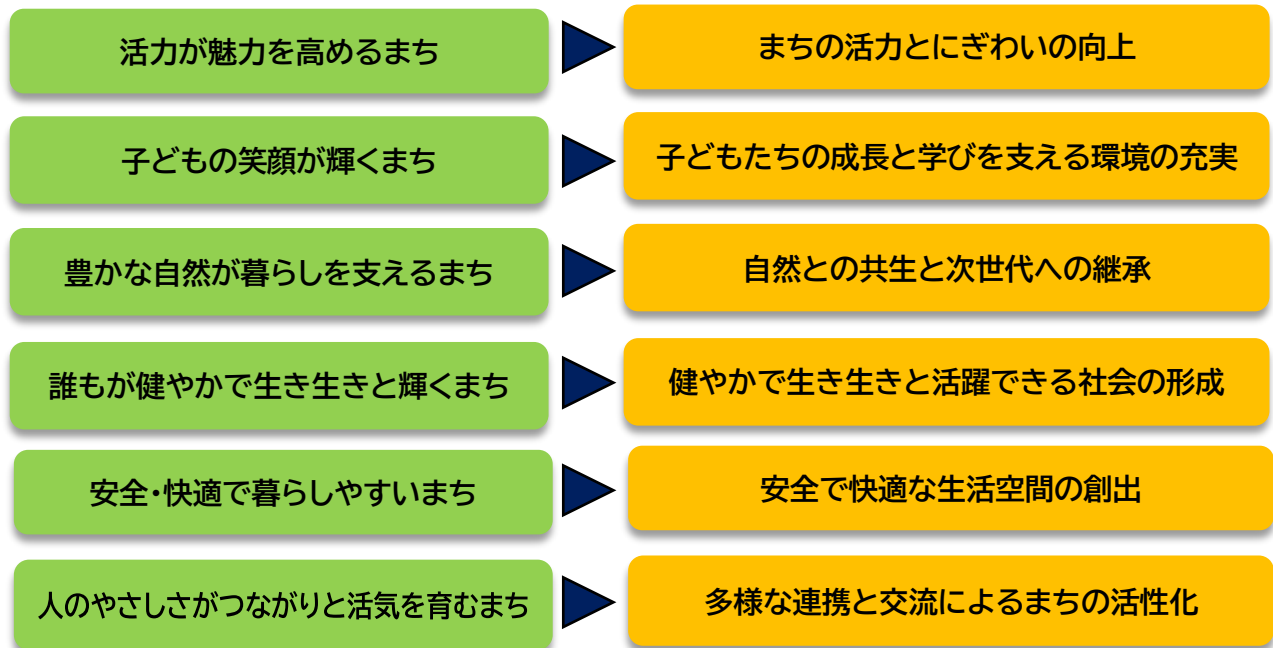 活力が魅力を高めるまち
まちの活力とにぎわいの向上
子どもの笑顔が輝くまち
子どもたちの成長と学びを支える環境の充実
豊かな自然が暮らしを支えるまち
自然との共生と次世代への継承
誰もが健やかで生き生きと輝くまち
健やかで生き生きと活躍できる社会の形成
安全・快適で暮らしやすいまち
安全で快適な生活空間の創出
人のやさしさがつながりと活気を育むまち
多様な連携と交流によるまちの活性化